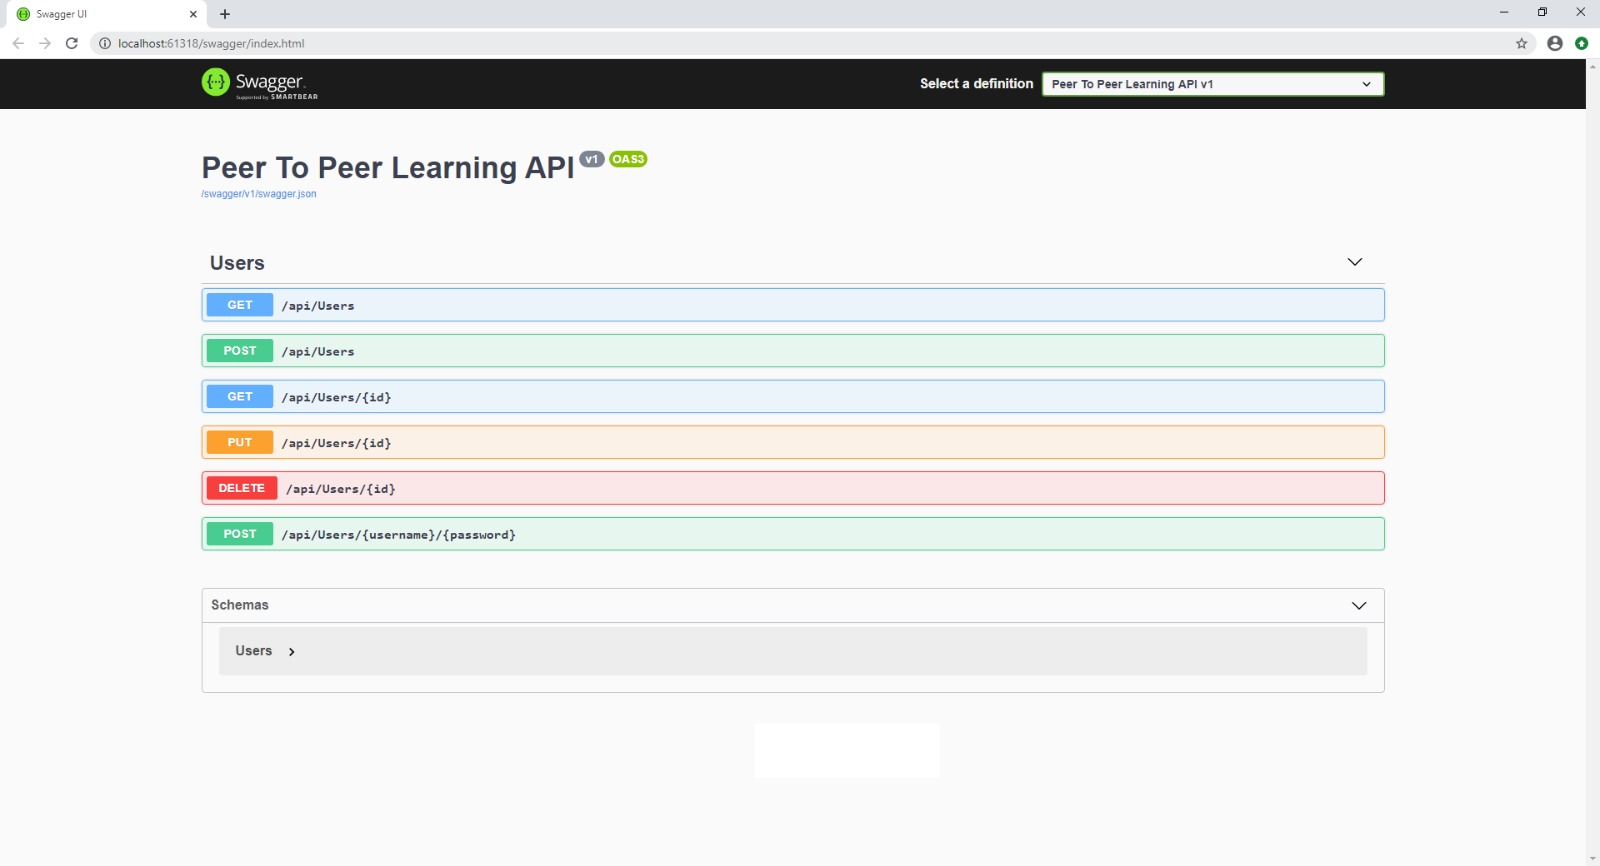 Swagger UI
localhost:61318/swagger/index.html
Swagger
Supported by SMARTBEAR
Select a definition
Peer To Peer Learning API v1
Peer To Peer Learning API v1 OAS3
/swagger/v1/swagger.json
Users
GET /api/Users
POST /api/Users
GET /api/Users/{id}
PUT /api/Users/{id}
DELETE /api/Users/{id}
POST /api/Users/{username}/{password}
Schemas
Users